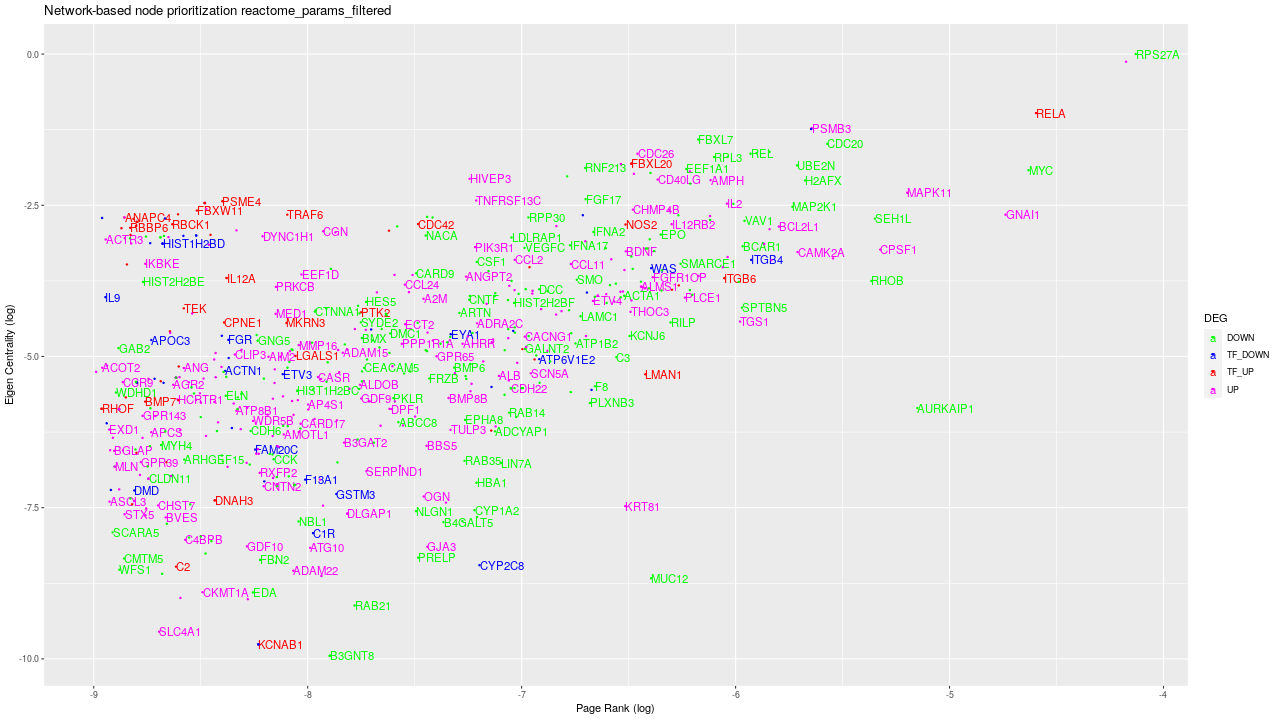 Network-based node prioritization reactome_params_filtered
0.0
-2.5
-5.0
-7.5
-10.0
Eigen Centrality (log)
-9
-8
-7
-6
-5
-4
Page Rank (log)
DEG
a DOWN
a TF_DOWN
a TF_UP
a UP
RPS27A
RELA
PSMB3
FBXL7
CDC20
CDC26
REL
RPL3
FBXL20
RNF213
EEF1A1
UBE2N
MYC
HIVEP3
CD40LG
AMPH
H2AFX
MAPK11
TNFRSF13C
FGF17
PSME4
IL2
MAP2K1
FBXW11
CHMP4B
TRAF6
GNAI1
ANAPC4
RPP30
VAV1
SEH1L
RBCK1
CDC42
NOS2
IL12RB2
BCL2L1
RBBP6
CGN
IFNA2
DYNC1H1
NACA
LDLRAP1
EPO
ACTR3
HIST1H2BD
PIK3R1
VEGFC
IFNA17
BDNF
BCAR1
CPSF1
CAMK2A
IKBKE
CSF1
CCL2
CCL11
WAS
SMARCE1
ITGB4
EEF1D
CARD9
ANGPT2
FGFR1OP
ITGB6
IL12A
HIST2H2BE
SMO
RHOB
PRKCB
CCL24
DCC
ALMS1
IL9
HES5
A2M
CNTF
HIST2H2BF
ETV4
ACTA1
PLCE1
TEK
MED1
CTNNA1
PTK2
ARTN
LAMC1
THOC3
SPTBN5
CPNE1
MKRN3
SYDE2
ECT2
ADRA2C
RILP
TGS1
APOC3
FGR
GNG5
BMX
DMC1
EYA1
CACNG1
KCNJ6
GAB2
MMP16
PPP1R1A
AHRR
GALNT2
ATP1B2
CLIP3
AIM2
LGALS1
ADAM15
GPR65
ATP6V1E2
C3
ACOT2
ANG
ACTN1
ETV3
CASR
CEACAM5
BMP6
ALB
SCN5A
LMAN1
CCR9
AGR2
ALDOB
FRZB
CDH22
F8
WDHD1
ELN
HIST1H2BC
BMP7
HCRTR1
GDF9
PKLR
BMP8B
PLXNB3
RHOF
ATP8B1
AP4S1
DPF1
RAB14
AURKAIP1
GPR143
WDR5B
CARD17
ABCC8
EPHA8
EXD1
APCS
CDH6
AMOTL1
TULP3
ADCYAP1
MYH4
B3GAT2
BBS5
BGLAP
FAM20C
MLN
GPR39
ARHGEF15
CCK
RAB35
LIN7A
CLDN11
RXFP2
SERPIND1
F13A1
HBA1
DMD
CNTN2
GSTM3
OGN
ASCL3
CHST7
DNAH3
KRT81
STX5
BVES
DLGAP1
NLGN1
CYP1A2
NBL1
B4GALT5
SCARA5
C1R
C4BPB
GDF10
ATG10
GJA3
CMTM5
FBN2
PRELP
WFS1
C2
ADAM22
CYP2C8
MUC12
CKMT1A
EDA
RAB21
SLC4A1
KCNAB1
B3GNT8